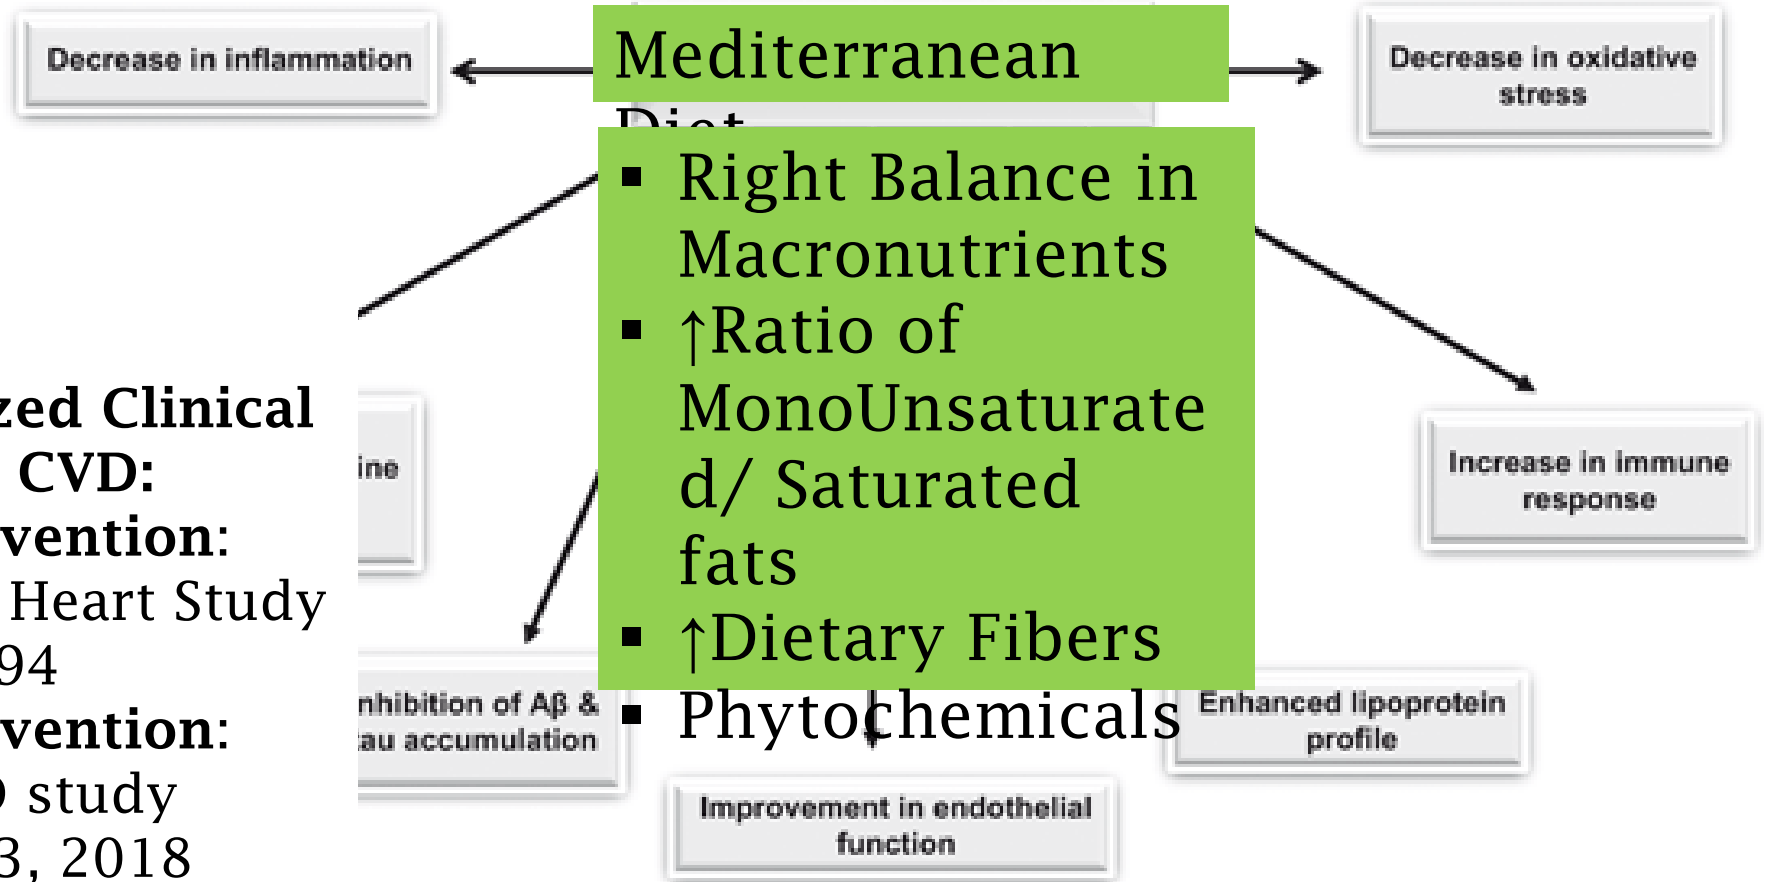 Decrease in inflammation
Mediterranean
Diet
Decrease in oxidative
stress
Right Balance in
Macronutrients
↑Ratio of
MonoUnsaturate
d/ Saturated
fats
↑Dietary Fibers
Phytochemicals
zed Clinical
CVD:
vention:
Heart Study
94
vention:
study
3, 2018
ine
Increase in immune
response
nhibition of Aβ &
au accumulation
Enhanced lipoprotein
profile
Improvement in endothelial
function